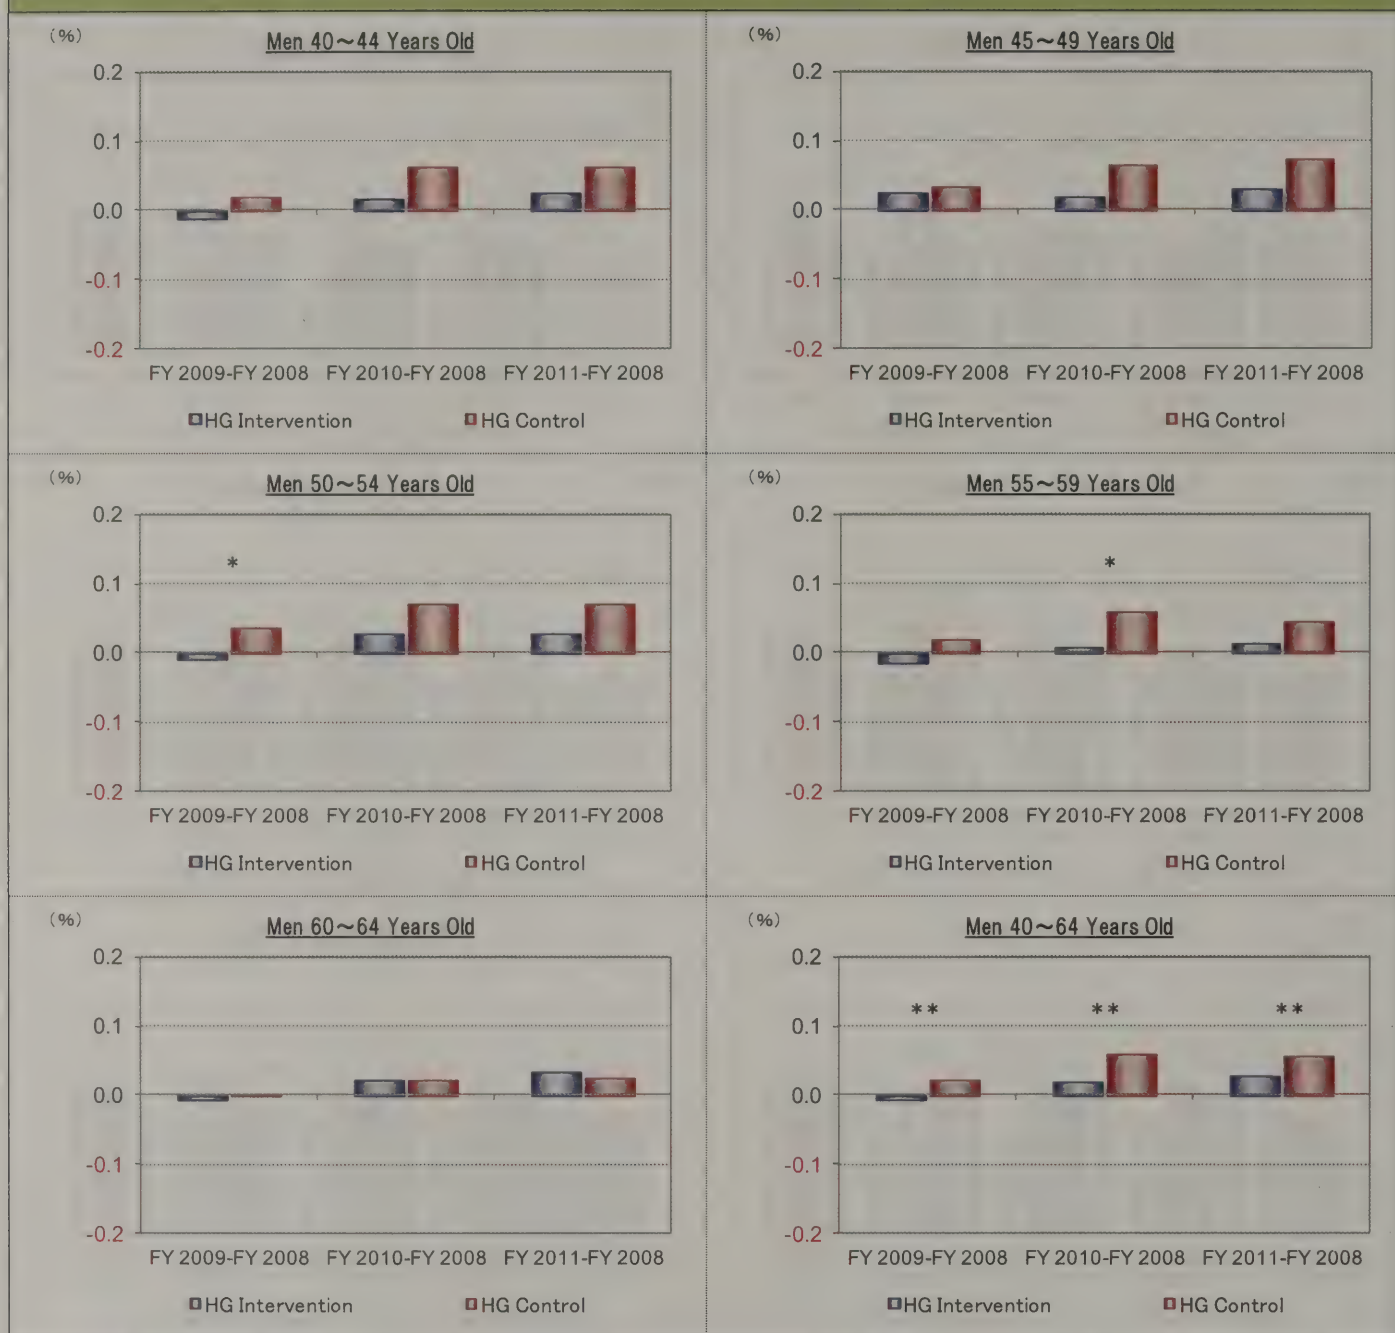 (%)
Men 40～44 Years Old
0.2
0.1
0.0
-0.1
-0.2
FY 2009-FY 2008 FY 2010-FY 2008 FY 2011-FY 2008
HG Intervention HG Control
(%)
Men 45～49 Years Old
0.2
0.1
0.0
-0.1
-0.2
FY 2009-FY 2008 FY 2010-FY 2008 FY 2011-FY 2008
HG Intervention HG Control
(%)
Men 50～54 Years Old
0.2
*
0.1
0.0
-0.1
-0.2
FY 2009-FY 2008 FY 2010-FY 2008 FY 2011-FY 2008
HG Intervention HG Control
(%)
Men 55～59 Years Old
0.2
*
0.1
0.0
-0.1
-0.2
FY 2009-FY 2008 FY 2010-FY 2008 FY 2011-FY 2008
HG Intervention HG Control
(%)
Men 60～64 Years Old
0.2
0.1
0.0
-0.1
-0.2
FY 2009-FY 2008 FY 2010-FY 2008 FY 2011-FY 2008
HG Intervention HG Control
(%)
Men 40～64 Years Old
0.2
** ** **
0.1
0.0
-0.1
-0.2
FY 2009-FY 2008 FY 2010-FY 2008 FY 2011-FY 2008
HG Intervention HG Control